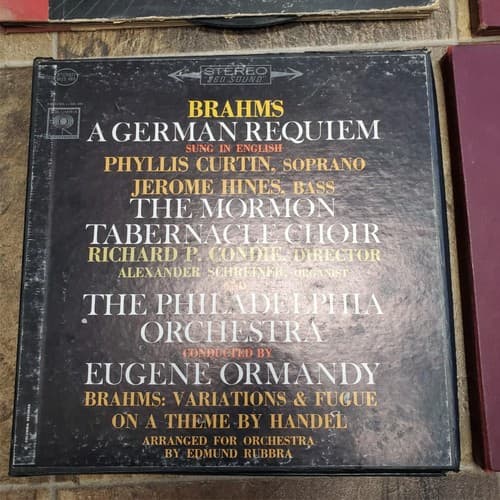 STEREO
360 SOUND
BRAHMS
A GERMAN REQUIEM
SUNG IN ENGLISH
PHYLLIS CURTIN, SOPRANO
JEROME HINES, BASS
THE MORMON
TABERNACLE CHOIR
RICHARD P. CONDIE, DIRECTOR
ALEXANDER SCHREINER, ORGANIST
AND
THE PHILADELPHIA
ORCHESTRA
CONDUCTED BY
EUGENE ORMANDY
BRAHMS: VARIATIONS & FUGUE
ON A THEME BY HANDEL
ARRANGED FOR ORCHESTRA
BY EDMUND RUBBRA